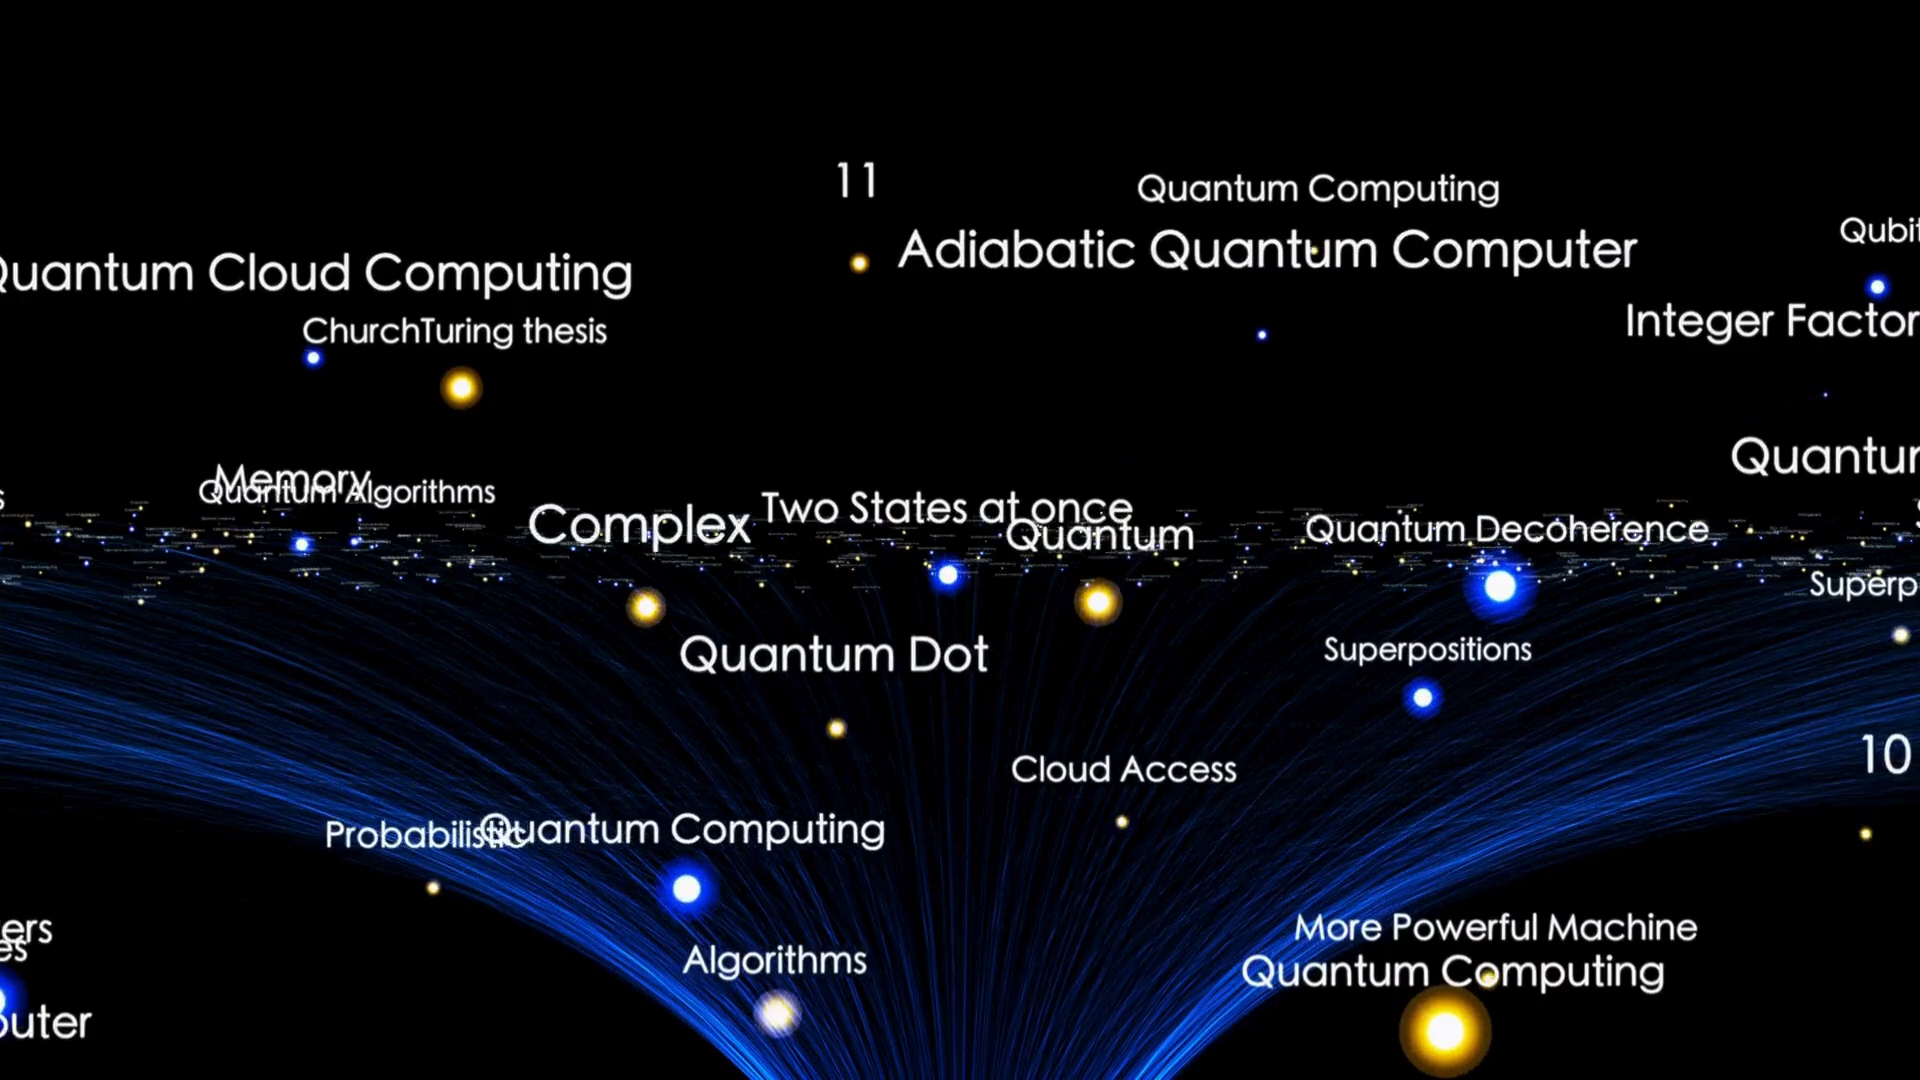 11
Quantum Computing
Qubit
Adiabatic Quantum Computer
Quantum Cloud Computing
Integer Factor
ChurchTuring thesis
Quantum
Memory
Quantum Algorithms
Two States at once
Complex
Quantum
Quantum Decoherence
Superp
Superpositions
Quantum Dot
10
Cloud Access
Quantum Computing
Probabilistic
ers
es
More Powerful Machine
Algorithms
Quantum Computing
outer